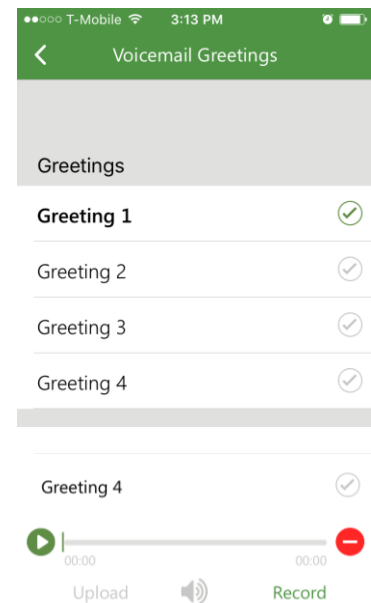 T-Mobile 3:13 PM
Voicemail Greetings
Greetings
Greeting 1
Greeting 2
Greeting 3
Greeting 4
Greeting 4
00:00 00:00
Upload Record